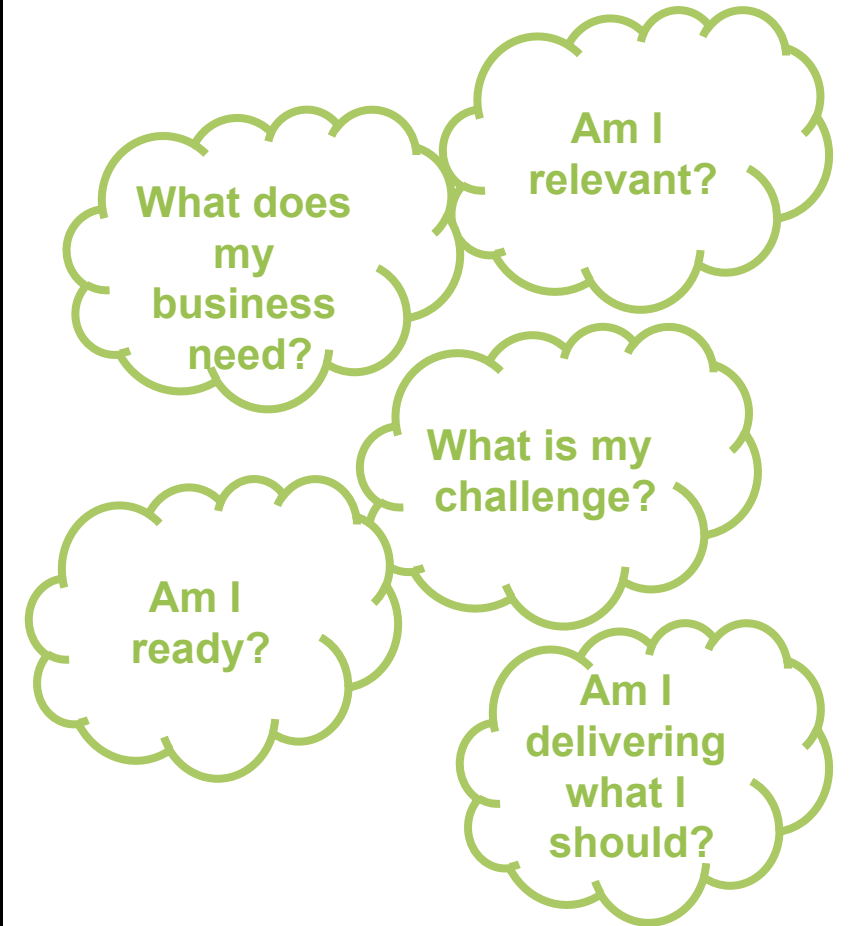 Am I
relevant?
What does
my
business
need?
What is my
challenge?
Am I
ready?
Am I
delivering
what I
should?